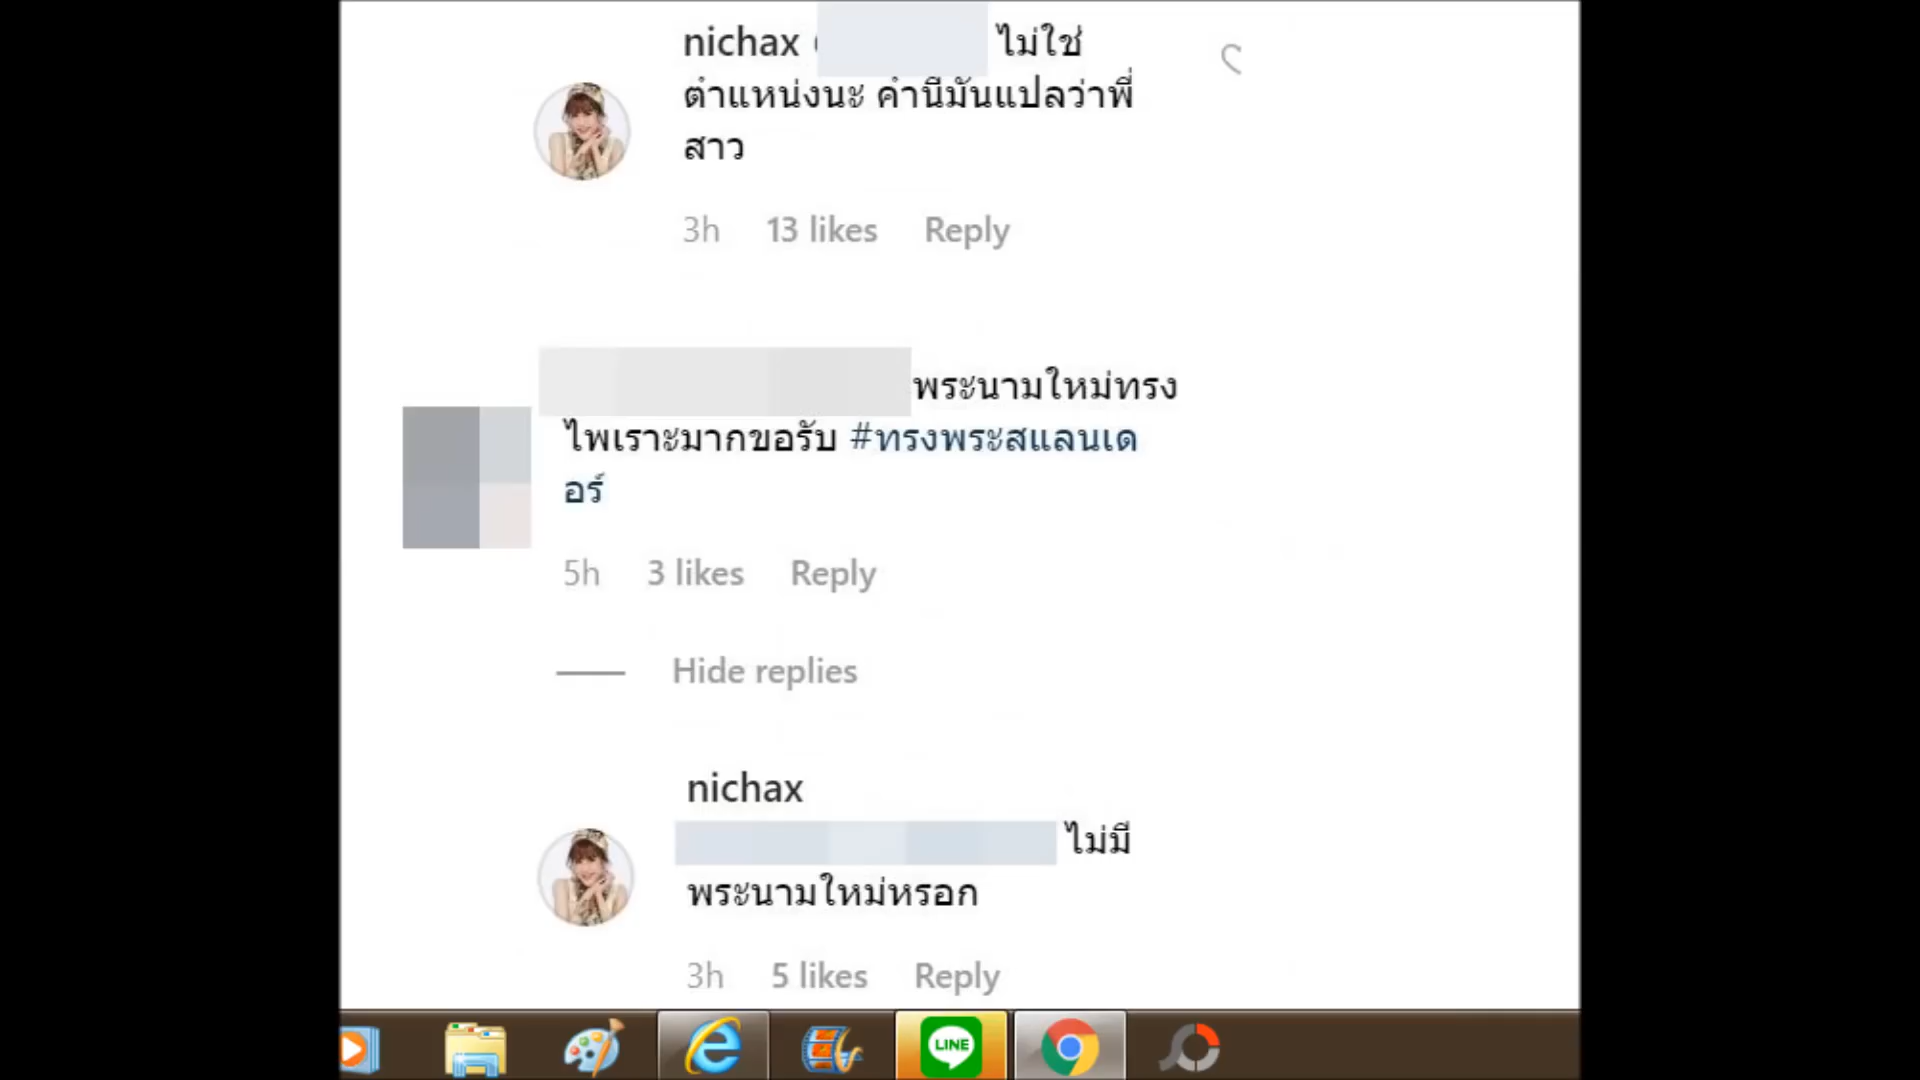 nichax ไม่ใช่
ตำแหน่งนะ คำนี้มันแปลว่าพี่
สาว
3h 13 likes Reply
พระนามใหม่ทรง
ไพเราะมากขอรับ #ทรงพระสแลนเด
อร์
5h 3 likes Reply
Hide replies
nichax
ไม่มี
พระนามใหม่หรอก
3h 5 likes Reply
LINE